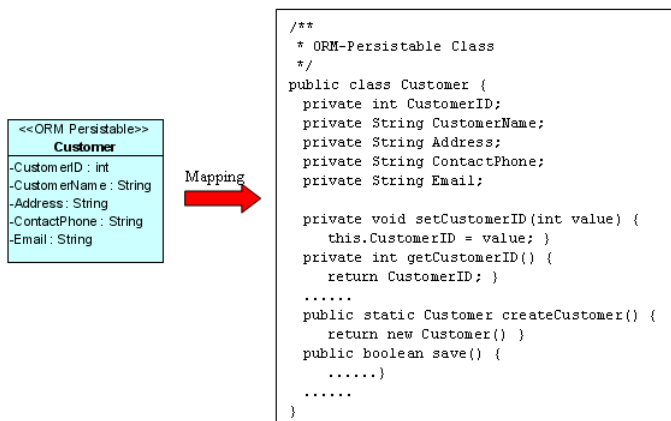 <<ORM Persistable>>
Customer
-CustomerID : int
-CustomerName : String
-Address : String
-ContactPhone : String
-Email : String
Mapping
/**
* ORM-Persistable Class
*/
public class Customer {
private int CustomerID;
private String CustomerName;
private String Address;
private String ContactPhone;
private String Email;
private void setCustomerID(int value) {
this.CustomerID = value; }
private int getCustomerID() {
return CustomerID; }
......
public static Customer createCustomer() {
return new Customer() }
public boolean save() {
......}
......
}